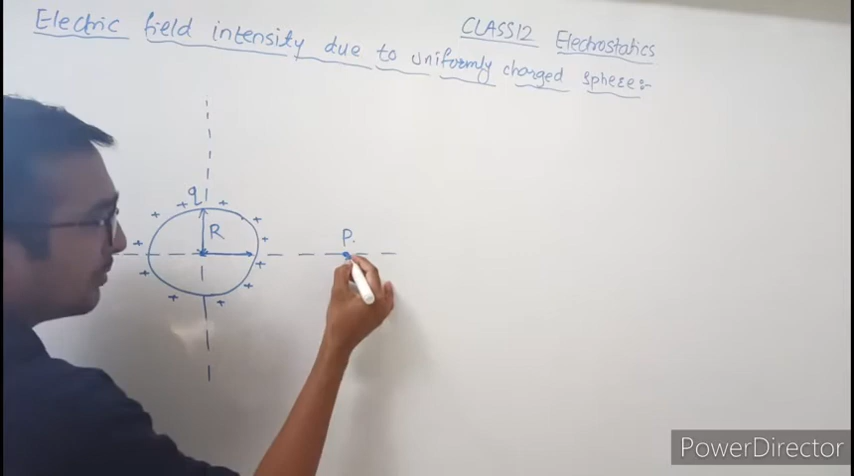 CLASS12 Electrostatics
Electric field intensity due to uniformly charged sphere:-
q
R
P.
PowerDirector